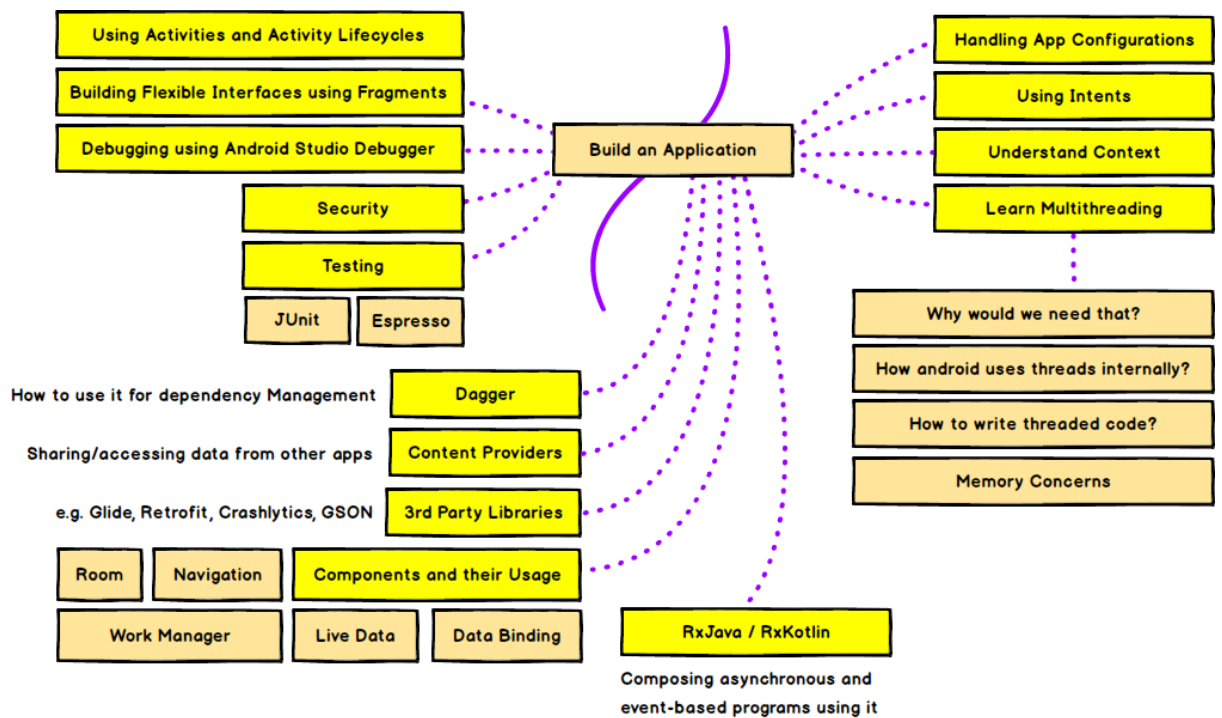 Using Activities and Activity Lifecycles
Building Flexible Interfaces using Fragments
Debugging using Android Studio Debugger
Security
Testing
JUnit
Espresso
Build an Application
Handling App Configurations
Using Intents
Understand Context
Learn Multithreading
Why would we need that?
How android uses threads internally?
How to write threaded code?
Memory Concerns
How to use it for dependency Management
Dagger
Sharing/accessing data from other apps
Content Providers
e.g. Glide, Retrofit, Crashlytics, GSON
3rd Party Libraries
Room
Navigation
Components and their Usage
Work Manager
Live Data
Data Binding
RxJava / RxKotlin
Composing asynchronous and
event-based programs using it